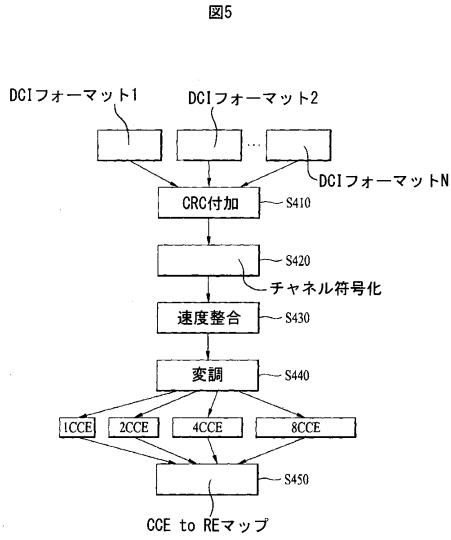 図5
DCIフォーマット1
DCIフォーマット2
...
DCIフォーマットN
CRC付加
S410
S420
チャネル符号化
速度整合
S430
変調
S440
1CCE
2CCE
4CCE
8CCE
S450
CCE to REマップ